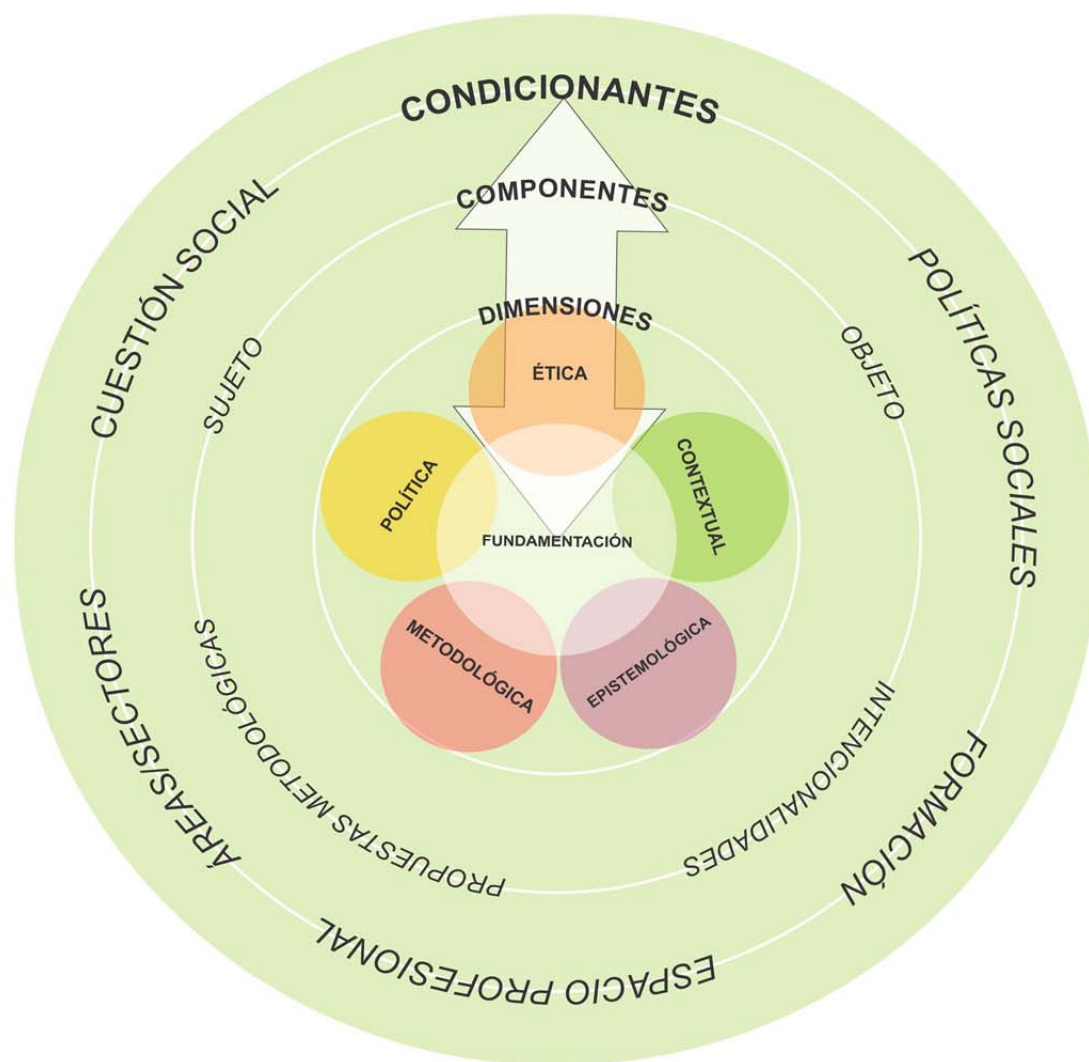 CONDICIONANTES
COMPONENTES
DIMENSIONES
CUESTIÓN SOCIAL
POLÍTICAS SOCIALES
SUJETO
OBJETO
ÉTICA
POLÍTICA
CONTEXTUAL
FUNDAMENTACIÓN
METODOLÓGICA
EPISTEMOLÓGICA
ÁREAS/SECTORES
PROPUESTAS METODOLÓGICAS
INTENCIONALIDADES
FORMACIÓN
ESPACIO PROFESIONAL